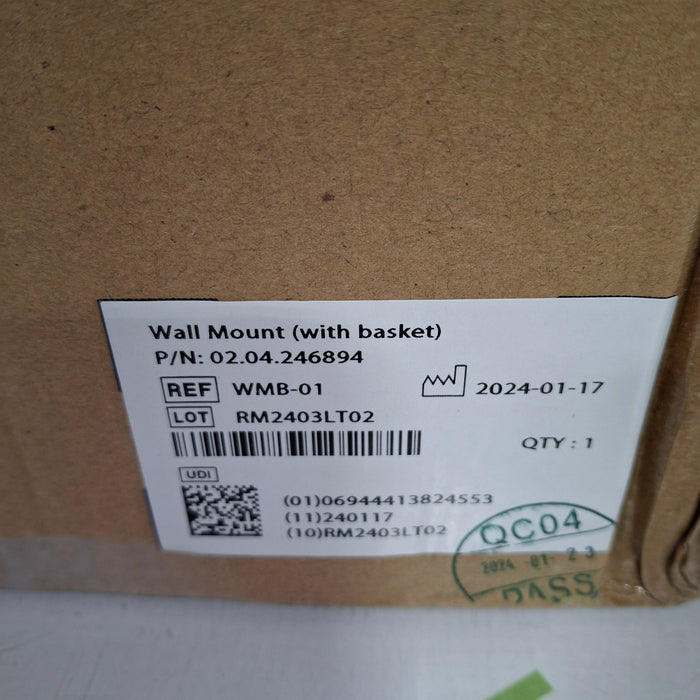 Wall Mount (with basket)
P/N: 02.04.246894
REF WMB-01 2024-01-17
LOT RM2403LT02
QTY : 1
UDI
(01)06944413824553
(11)240117
(10)RM2403LT02
QC04
2024 -01- 23
PASS